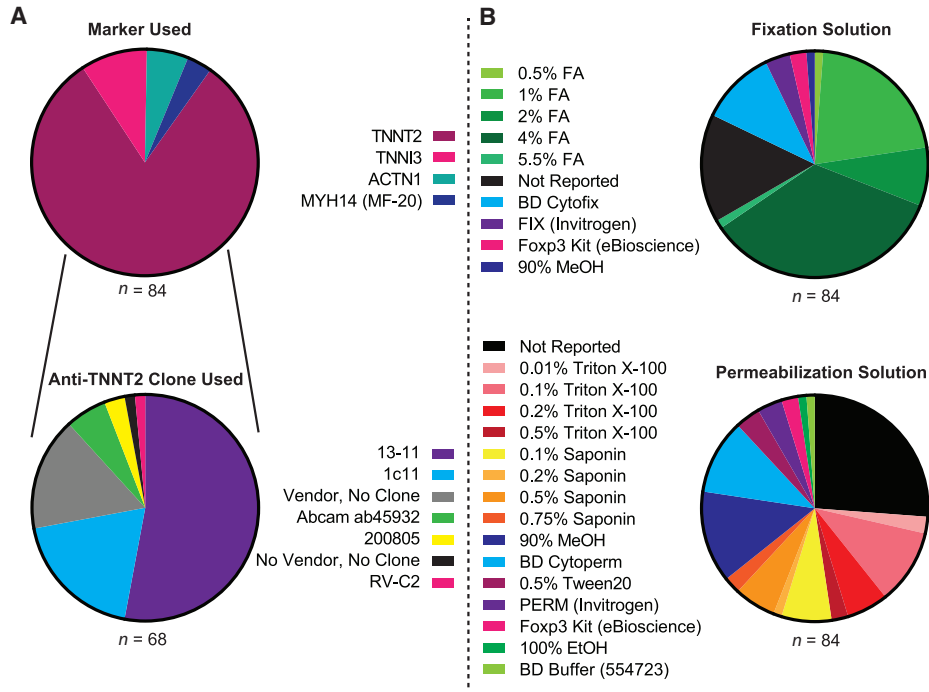 A
Marker Used
TNNT2
TNNI3
ACTN1
MYH14 (MF-20)
n = 84
Anti-TNNT2 Clone Used
13-11
1c11
Vendor, No Clone
Abcam ab45932
200805
No Vendor, No Clone
RV-C2
n = 68
B
Fixation Solution
0.5% FA
1% FA
2% FA
4% FA
5.5% FA
Not Reported
BD Cytofix
FIX (Invitrogen)
Foxp3 Kit (eBioscience)
90% MeOH
n = 84
Permeabilization Solution
Not Reported
0.01% Triton X-100
0.1% Triton X-100
0.2% Triton X-100
0.5% Triton X-100
0.1% Saponin
0.2% Saponin
0.5% Saponin
0.75% Saponin
90% MeOH
BD Cytoperm
0.5% Tween20
PERM (Invitrogen)
Foxp3 Kit (eBioscience)
100% EtOH
BD Buffer (554723)
n = 84